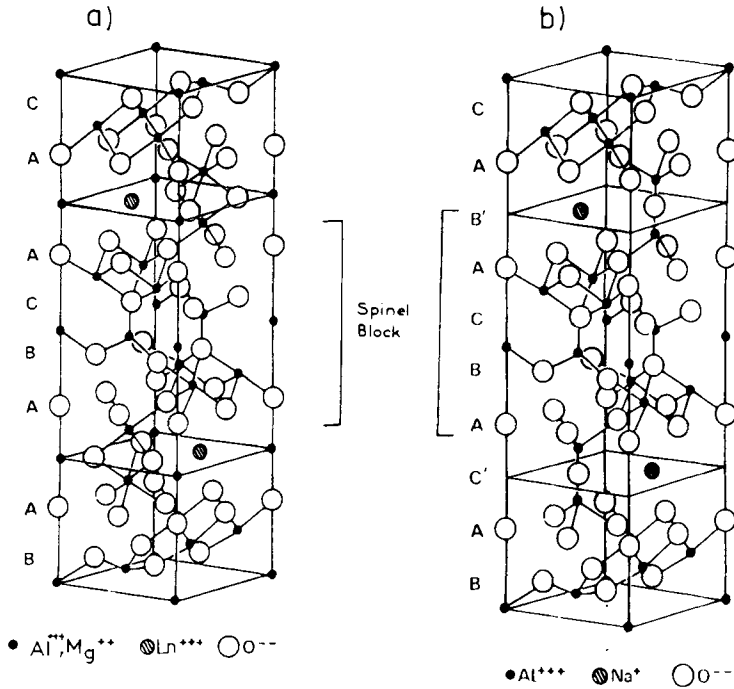 a)
C
A
A
C
B
A
A
B
Spinel
Block
b)
C
A
B'
A
C
B
A
C'
A
B
Al+++,Mg++ Ln+++ O--
Al+++ Na+ O--